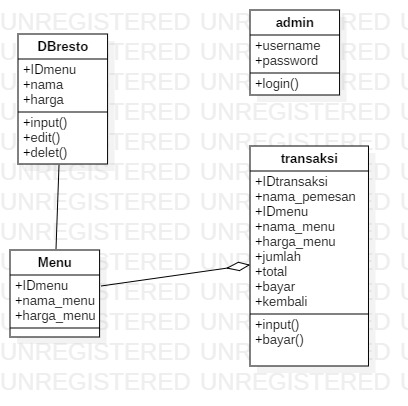 DBresto
+IDmenu
+nama
+harga
+input()
+edit()
+delet()
admin
+username
+password
+login()
transaksi
+IDtransaksi
+nama_pemesan
+IDmenu
+nama_menu
+harga_menu
+jumlah
+total
+bayar
+kembali
+input()
+bayar()
Menu
+IDmenu
+nama_menu
+harga_menu
UNREGISTERED